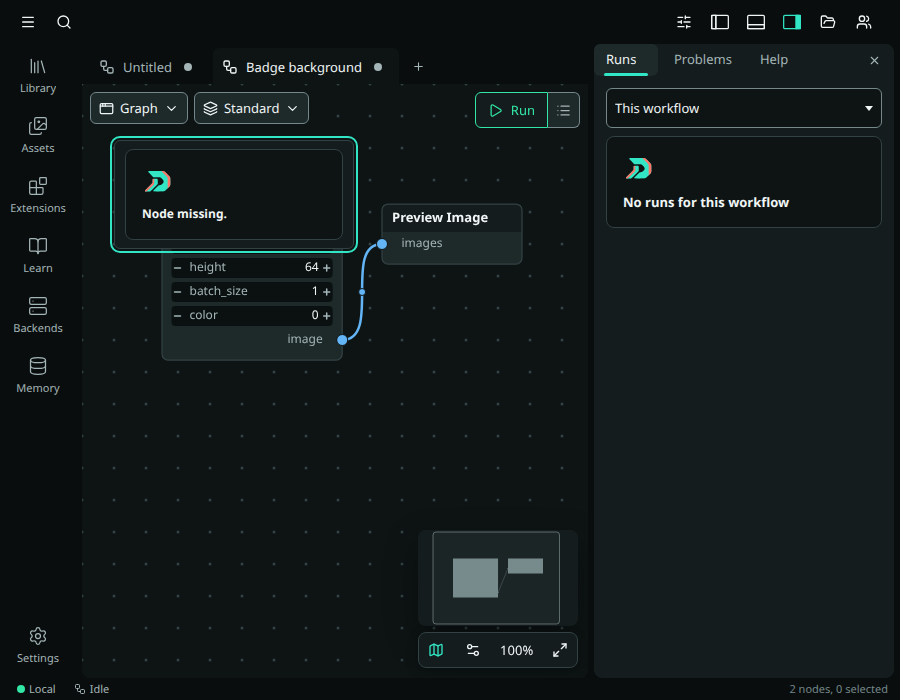 Untitled
Badge background
Runs
Problems
Help
Library
Assets
Extensions
Learn
Backends
Memory
Settings
Graph
Standard
Run
This workflow
Node missing.
No runs for this workflow
Preview Image
images
height 64
batch_size 1
color 0
image
100%
Local
Idle
2 nodes, 0 selected